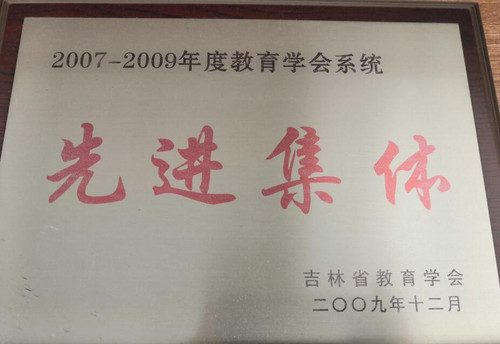 2007-2009年度教育学会系统
先进集体
吉林省教育学会
二〇〇九年十二月